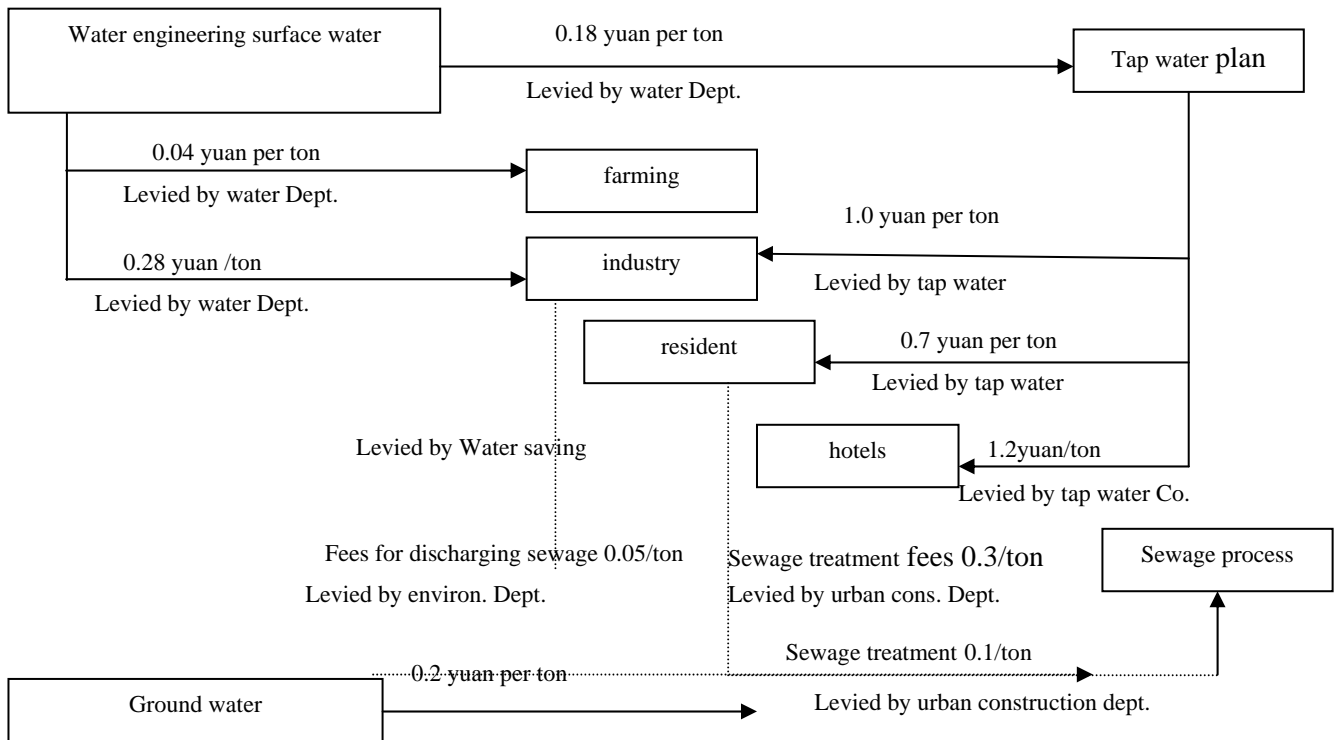 Water engineering surface water
0.18 yuan per ton
Tap water plan
Levied by water Dept.
0.04 yuan per ton
farming
Levied by water Dept.
1.0 yuan per ton
0.28 yuan /ton
industry
Levied by tap water
Levied by water Dept.
resident
0.7 yuan per ton
Levied by tap water
Levied by Water saving
hotels
1.2yuan/ton
Levied by tap water Co.
Fees for discharging sewage 0.05/ton
Sewage treatment fees 0.3/ton
Sewage process
Levied by environ. Dept.
Levied by urban cons. Dept.
Sewage treatment 0.1/ton
0.2 yuan per ton
Ground water
Levied by urban construction dept.